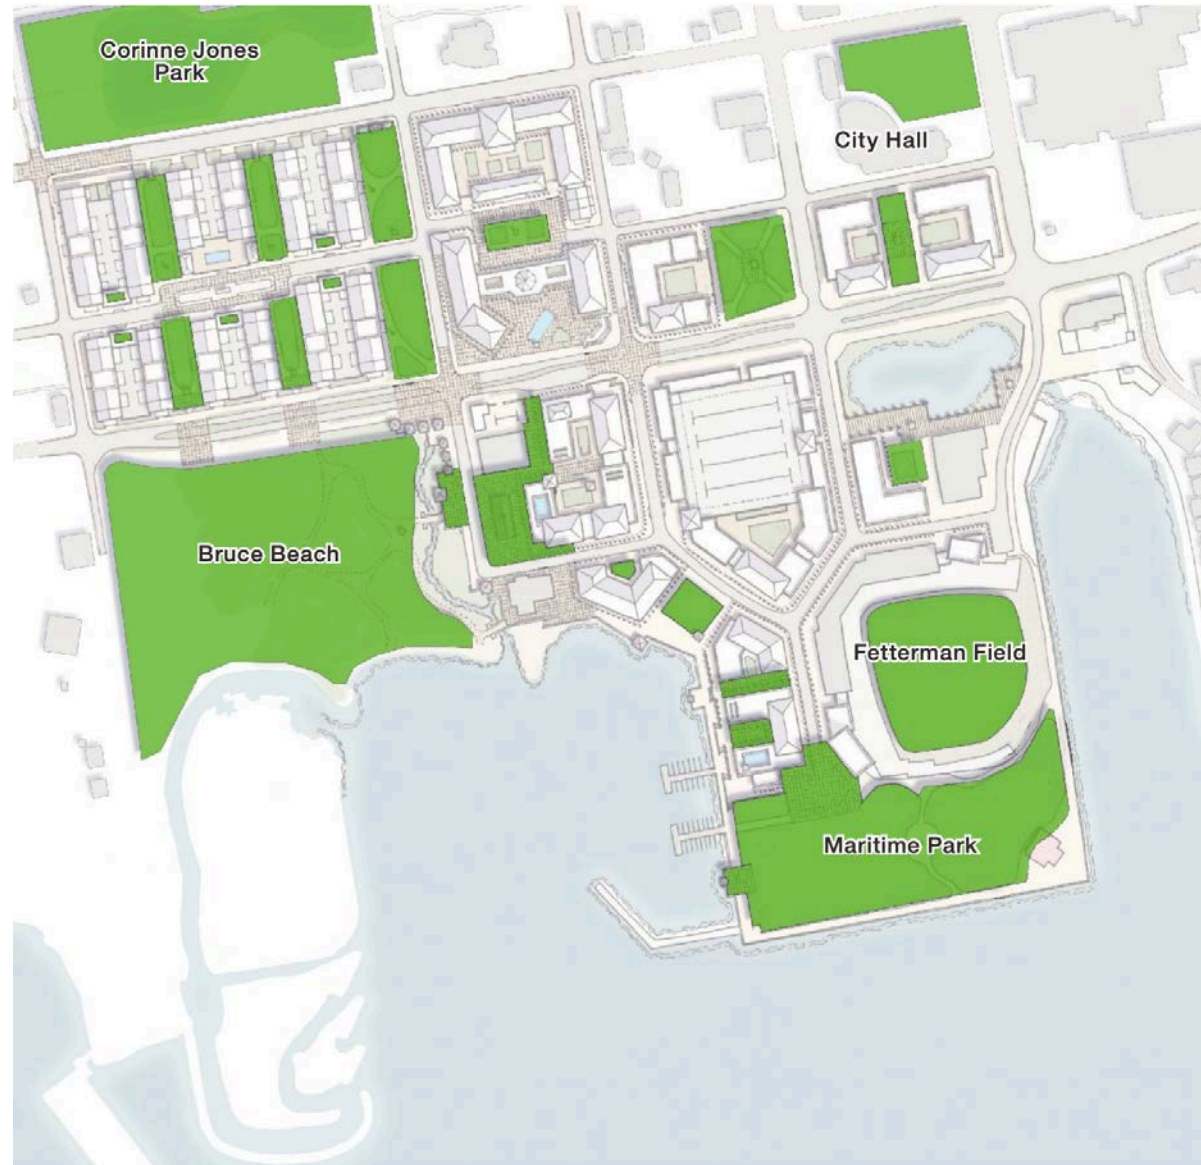 Corinne Jones
Park
City Hall
Bruce Beach
Fetterman Field
Maritime Park